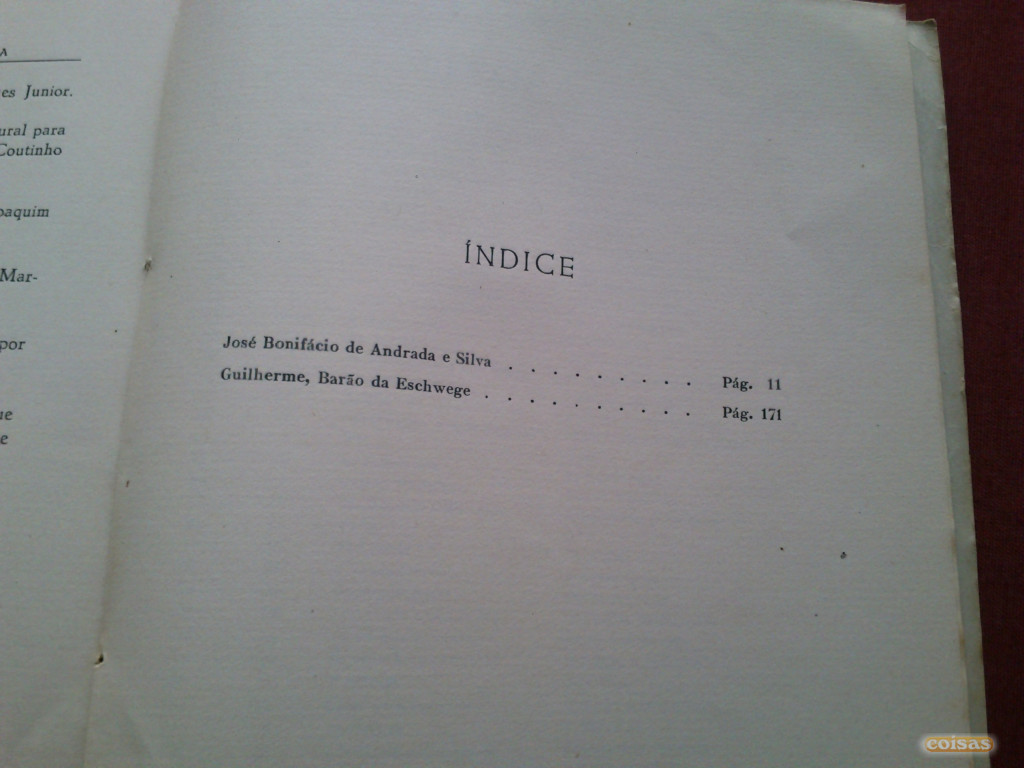 A
es Junior.
ural para
Coutinho
oaquim
Mar-
por
ue
e
ÍNDICE
José Bonifácio de Andrada e Silva . . . . . . . . . Pág. 11
Guilherme, Barão da Eschwege . . . . . . . . . . Pág. 171
coisas